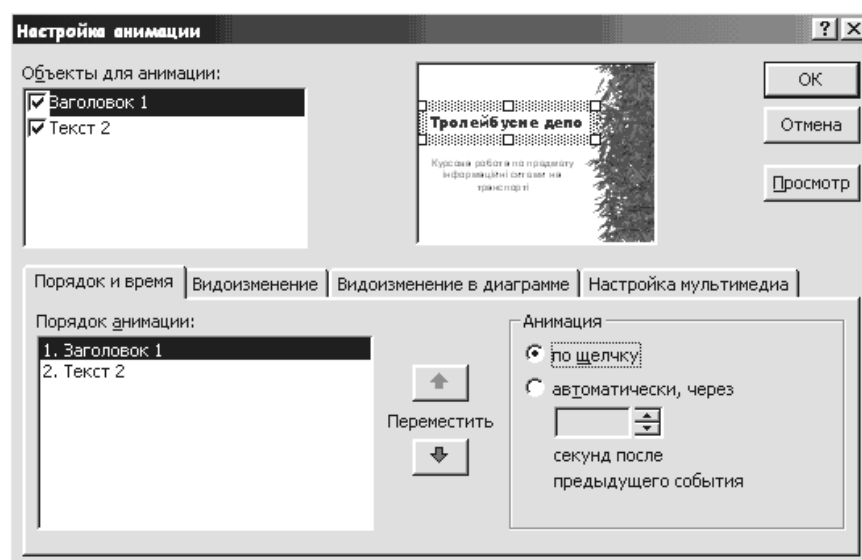 Настройка анимации
Объекты для анимации:
Заголовок 1
Текст 2
Тролейбусне депо
Курсова робота по предмету
інформаційні системи на
транспорті
ОК
Отмена
Просмотр
Порядок и время
Видоизменение
Видоизменение в диаграмме
Настройка мультимедиа
Порядок анимации:
1. Заголовок 1
2. Текст 2
Переместить
Анимация
по щелчку
автоматически, через
секунд после
предыдущего события